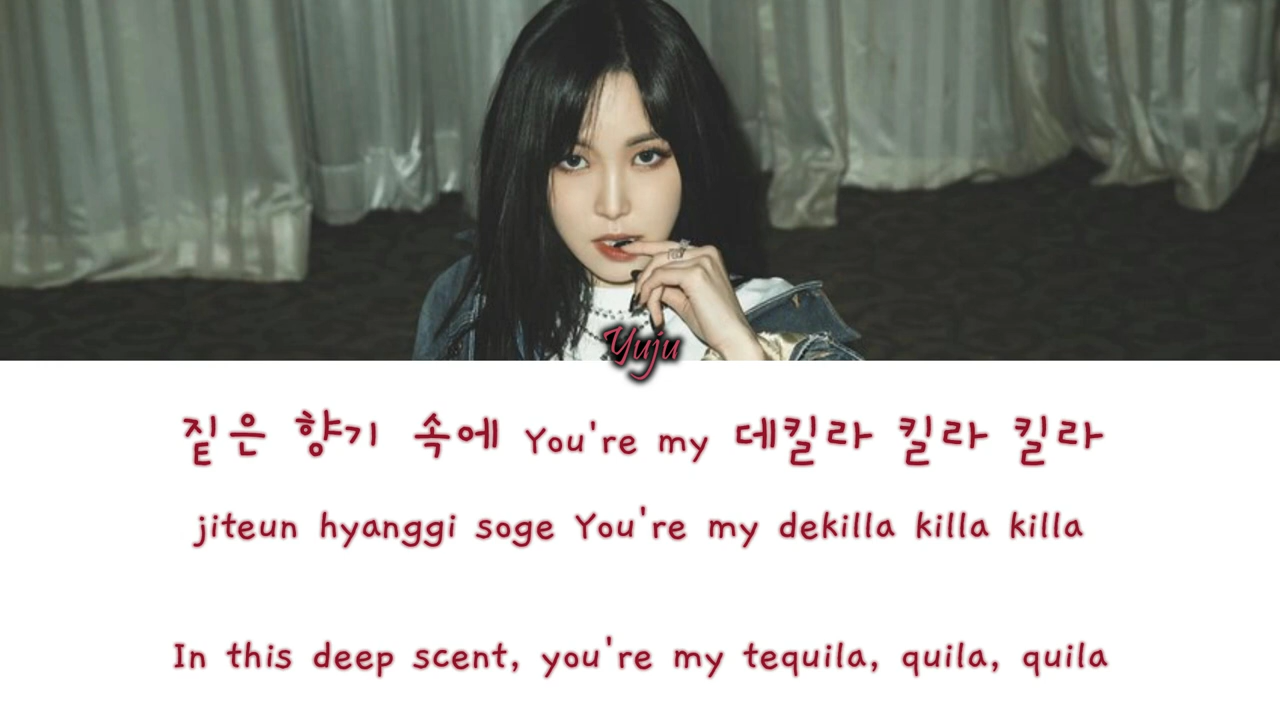 Yuju
짙은 향기 속에 You're my 데킬라 킬라 킬라
jiteun hyanggi soge You're my dekilla killa killa
In this deep scent, you're my tequila, quila, quila